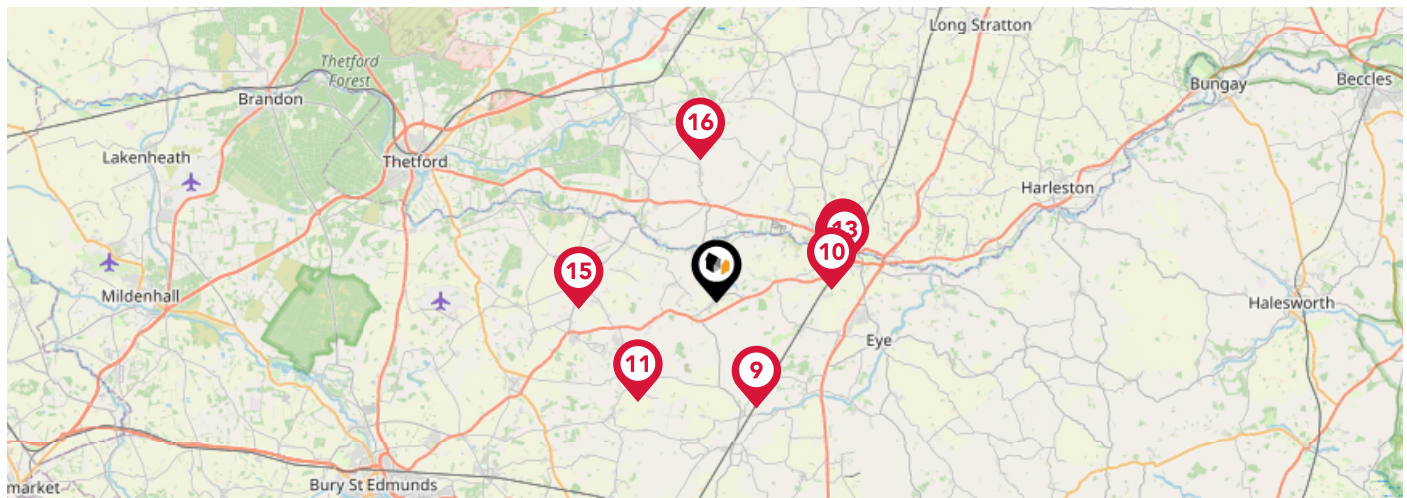 Long Stratton
Thetford
Forest
Bungay
Beccles
Brandon
16
Lakenheath
Thetford
Harleston
13
10
15
Mildenhall
Halesworth
Eye
11
9
Bury St Edmunds
market